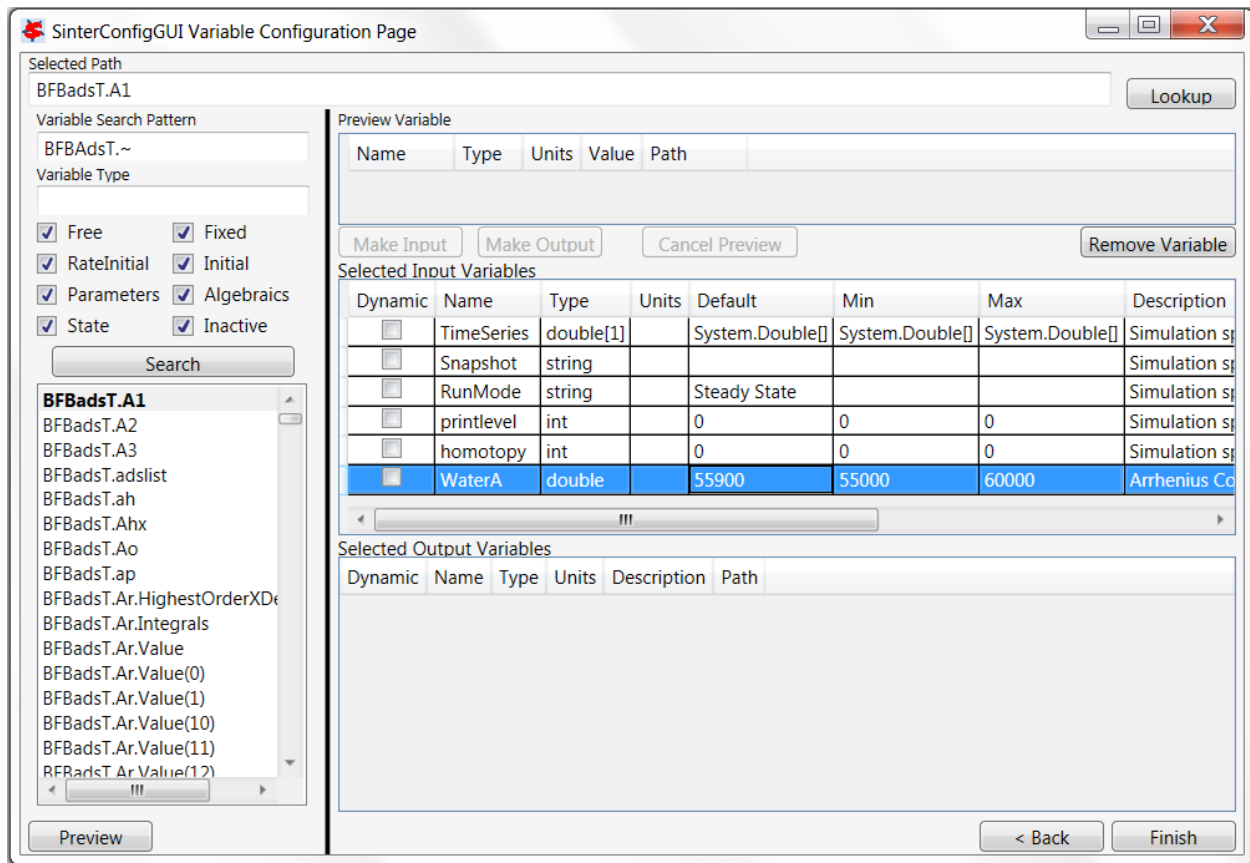 SinterConfigGUI Variable Configuration Page
Selected Path
BFBadsT.A1
Lookup
Variable Search Pattern
BFBAdsT.~
Variable Type
Free Fixed
RateInitial Initial
Parameters Algebraics
State Inactive
Search
BFBadsT.A1
BFBadsT.A2
BFBadsT.A3
BFBadsT.adslist
BFBadsT.ah
BFBadsT.Ahx
BFBadsT.Ao
BFBadsT.ap
BFBadsT.Ar.HighestOrderXDe
BFBadsT.Ar.Integrals
BFBadsT.Ar.Value
BFBadsT.Ar.Value(0)
BFBadsT.Ar.Value(1)
BFBadsT.Ar.Value(10)
BFBadsT.Ar.Value(11)
BFBadsT.Ar.Value(12)
Preview
Preview Variable
Name Type Units Value Path
Make Input Make Output Cancel Preview Remove Variable
Selected Input Variables
Dynamic Name Type Units Default Min Max Description
TimeSeries double[1] System.Double[] System.Double[] System.Double[] Simulation sp
Snapshot string Simulation sp
RunMode string Steady State Simulation sp
printlevel int 0 0 0 Simulation sp
homotopy int 0 0 0 Simulation sp
WaterA double 55900 55000 60000 Arrhenius Co
Selected Output Variables
Dynamic Name Type Units Description Path
< Back Finish